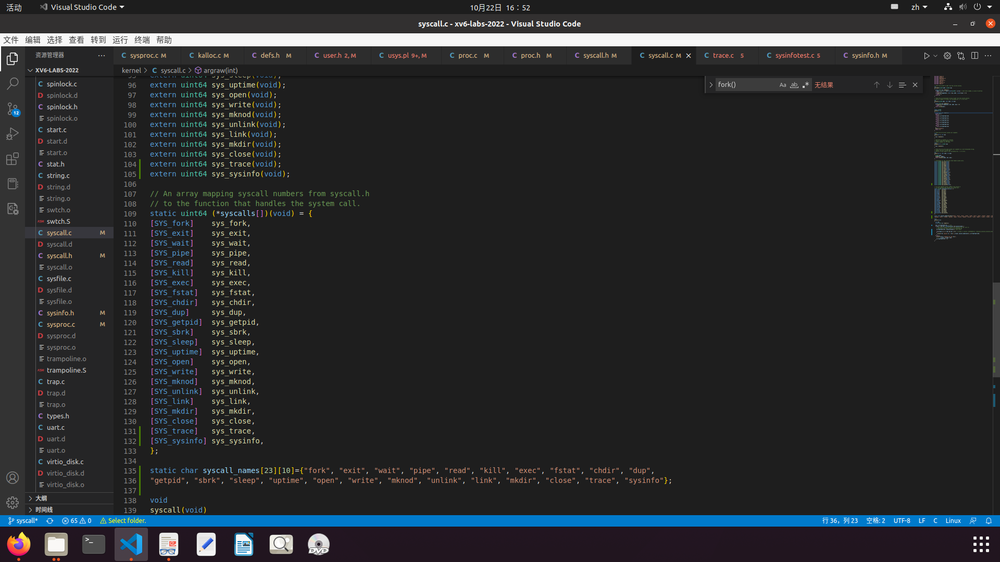 活动
Visual Studio Code
10月22日 16：52
zh
syscall.c - xv6-labs-2022 - Visual Studio Code
文件 编辑 选择 查看 转到 运行 终端 帮助
资源管理器
sysproc.c M
kalloc.c M
defs.h M
user.h 2, M
usys.pl 9+, M
proc.c M
proc.h M
syscall.h M
syscall.c M
trace.c 5
sysinfotest.c 5
sysinfo.h M
XV6-LABS-2022
kernel > C syscall.c > argraw(int)
spinlock.c
spinlock.d
spinlock.h
spinlock.o
start.c
start.d
start.o
stat.h
string.c
string.d
string.o
swtch.o
swtch.S
syscall.c M
syscall.d
syscall.h M
syscall.o
sysfile.c
sysfile.d
sysfile.o
sysinfo.h M
sysproc.c M
sysproc.d
sysproc.o
trampoline.o
trampoline.S
trap.c
trap.d
trap.o
types.h
uart.c
uart.d
uart.o
virtio_disk.c
virtio_disk.d
virtio_disk.o
大纲
时间线
12
fork()
Aa
ab
无结果
95 extern uint64 sys_sleep(void);
96 extern uint64 sys_uptime(void);
97 extern uint64 sys_open(void);
98 extern uint64 sys_write(void);
99 extern uint64 sys_mknod(void);
100 extern uint64 sys_unlink(void);
101 extern uint64 sys_link(void);
102 extern uint64 sys_mkdir(void);
103 extern uint64 sys_close(void);
104 extern uint64 sys_trace(void);
105 extern uint64 sys_sysinfo(void);
106
107 // An array mapping syscall numbers from syscall.h
108 // to the function that handles the system call.
109 static uint64 (*syscalls[])(void) = {
110 [SYS_fork]    sys_fork,
111 [SYS_exit]    sys_exit,
112 [SYS_wait]    sys_wait,
113 [SYS_pipe]    sys_pipe,
114 [SYS_read]    sys_read,
115 [SYS_kill]    sys_kill,
116 [SYS_exec]    sys_exec,
117 [SYS_fstat]   sys_fstat,
118 [SYS_chdir]   sys_chdir,
119 [SYS_dup]     sys_dup,
120 [SYS_getpid]  sys_getpid,
121 [SYS_sbrk]    sys_sbrk,
122 [SYS_sleep]   sys_sleep,
123 [SYS_uptime]  sys_uptime,
124 [SYS_open]    sys_open,
125 [SYS_write]   sys_write,
126 [SYS_mknod]   sys_mknod,
127 [SYS_unlink]  sys_unlink,
128 [SYS_link]    sys_link,
129 [SYS_mkdir]   sys_mkdir,
130 [SYS_close]   sys_close,
131 [SYS_trace]   sys_trace,
132 [SYS_sysinfo] sys_sysinfo,
133 };
134
135 static char syscall_names[23][10]={"fork", "exit", "wait", "pipe", "read", "kill", "exec", "fstat", "chdir", "dup",
136 "getpid", "sbrk", "sleep", "uptime", "open", "write", "mknod", "unlink", "link", "mkdir", "close", "trace", "sysinfo"};
137
138 void
139 syscall(void)
syscall*
65
0
Select folder.
行 36，列 23
空格: 2
UTF-8
LF
C
Linux
>_
DVD